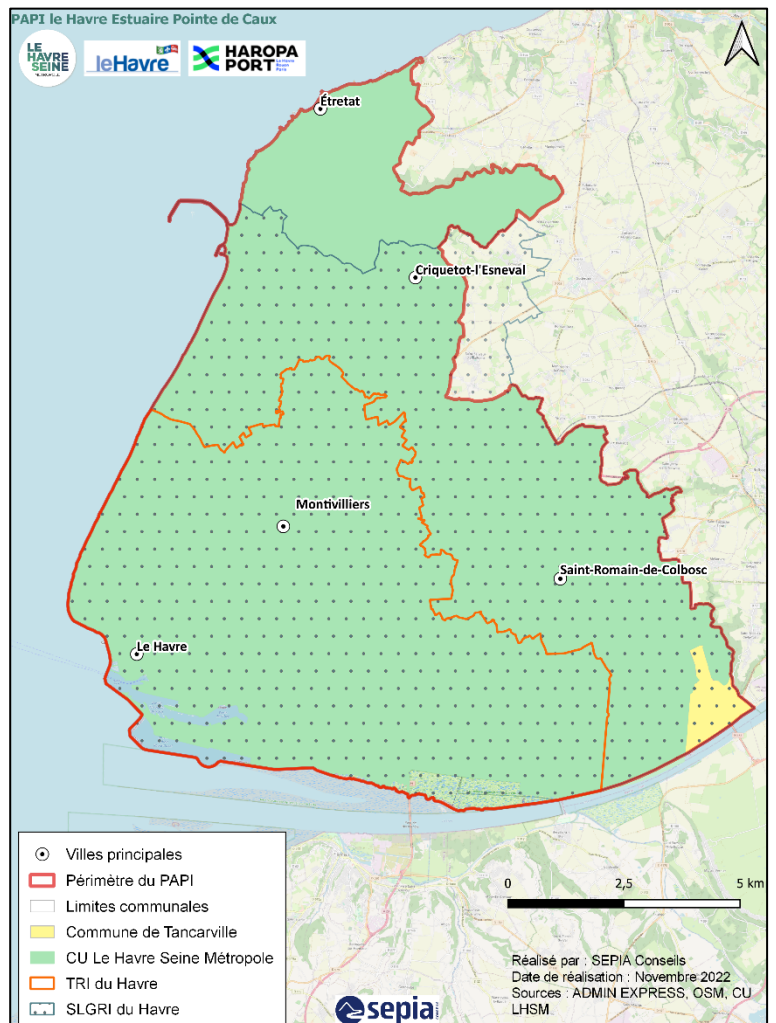 PAPI le Havre Estuaire Pointe de Caux
LE
HAVRE
SEINE
MÉTROPOLE
leHavre
HAROPA
PORT
Étretat
Criquetot-l'Esneval
Montivilliers
Saint-Romain-de-Colbosc
Le Havre
Villes principales
Périmètre du PAPI
Limites communales
Commune de Tancarville
CU Le Havre Seine Métropole
TRI du Havre
SLGRI du Havre
0 2,5 5 km
Réalisé par : SEPIA Conseils
Date de réalisation : Novembre 2022
Sources : ADMIN EXPRESS, OSM, CU
LHSM
sepia